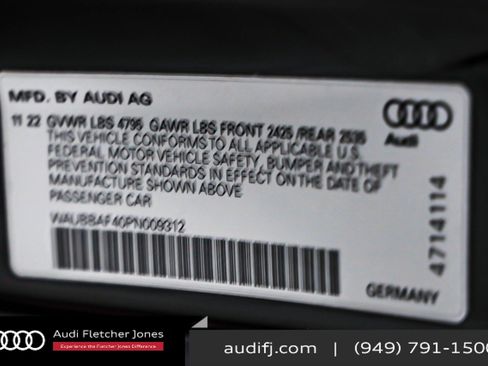 MFD. BY AUDI AG
11 22 GVWR LBS 4795 GAWR LBS FRONT 2425 /REAR 2535
THIS VEHICLE CONFORMS TO ALL APPLICABLE U.S.
FEDERAL MOTOR VEHICLE SAFETY, BUMPER AND THEFT
PREVENTION STANDARDS IN EFFECT ON THE DATE OF
MANUFACTURE SHOWN ABOVE
PASSENGER CAR
WAUBBAF40PN009312
Audi
4714114
GERMANY
Audi Fletcher Jones
Experience the Fletcher Jones Difference.
audifj.com | (949) 791-1500